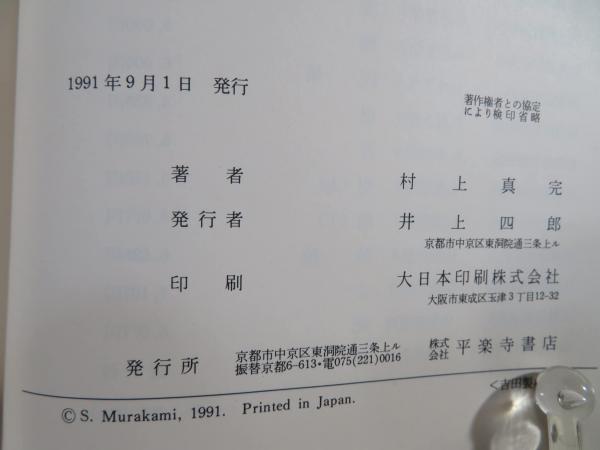 1991年9月1日 発行
著作権者との協定
により検印省略
著者 村上真完
発行者 井上四郎
京都市中京区東洞院通三条上ル
印刷 大日本印刷株式会社
大阪市東成区玉津3丁目12-32
発行所 京都市中京区東洞院通三条上ル 株式会社 平楽寺書店
振替京都6-613・電075(221)0016
<吉田製
© S. Murakami, 1991. Printed in Japan.